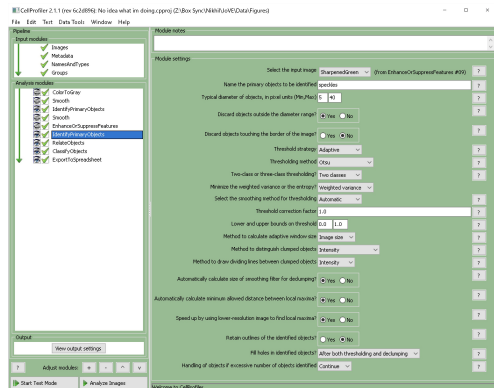 CellProfiler 2.1.1 (rev 6c2d896): No idea what im doing.cpproj (Z:\Box Sync\Nikhil\JoVE\Data\Figures)
File Edit Test Data Tools Window Help
Pipeline
Input modules
Images
Metadata
NamesAndTypes
Groups
Analysis modules
ColorToGray
Smooth
IdentifyPrimaryObjects
Smooth
EnhanceOrSuppressFeatures
IdentifyPrimaryObjects
RelateObjects
ClassifyObjects
ExportToSpreadsheet
Output
View output settings
? Adjust modules: + - ^ v
Start Test Mode Analyze Images
Module notes
Module settings
Select the input image SharpenedGreen (from EnhanceOrSuppressFeatures #09) ?
Name the primary objects to be identified speckles ?
Typical diameter of objects, in pixel units (Min,Max) 5 40 ?
Discard objects outside the diameter range? Yes No ?
Discard objects touching the border of the image? Yes No ?
Threshold strategy Adaptive ?
Thresholding method Otsu ?
Two-class or three-class thresholding? Two classes ?
Minimize the weighted variance or the entropy? Weighted variance ?
Select the smoothing method for thresholding Automatic ?
Threshold correction factor 1.0 ?
Lower and upper bounds on threshold 0.0 1.0 ?
Method to calculate adaptive window size Image size ?
Method to distinguish clumped objects Intensity ?
Method to draw dividing lines between clumped objects Intensity ?
Automatically calculate size of smoothing filter for declumping? Yes No ?
Automatically calculate minimum allowed distance between local maxima? Yes No ?
Speed up by using lower-resolution image to find local maxima? Yes No ?
Retain outlines of the identified objects? Yes No ?
Fill holes in identified objects? After both thresholding and declumping ?
Handling of objects if excessive number of objects identified Continue ?
Welcome to CellProfiler